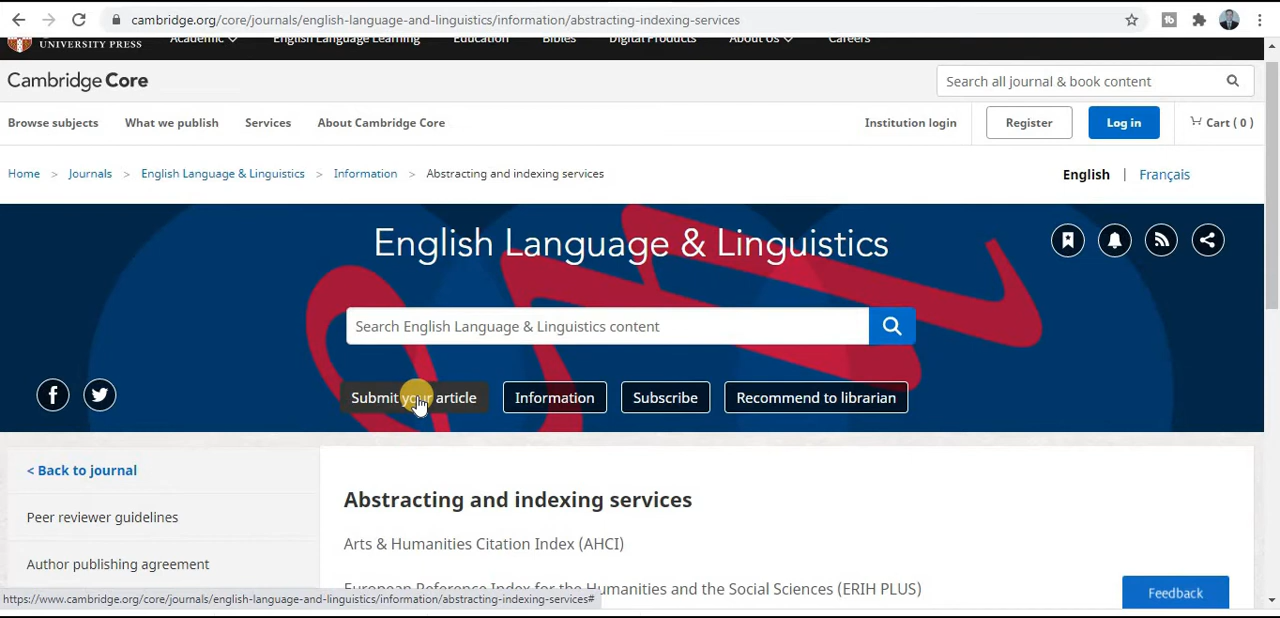 cambridge.org/core/journals/english-language-and-linguistics/information/abstracting-indexing-services
UNIVERSITY PRESS Academic English Language Learning Education Bibles Digital Products About Us Careers
Cambridge Core
Search all journal & book content
Browse subjects What we publish Services About Cambridge Core Institution login Register Log in Cart ( 0 )
Home > Journals > English Language & Linguistics > Information > Abstracting and indexing services English | Français
English Language & Linguistics
Search English Language & Linguistics content
Submit your article Information Subscribe Recommend to librarian
< Back to journal
Abstracting and indexing services
Peer reviewer guidelines
Arts & Humanities Citation Index (AHCI)
Author publishing agreement
European Reference Index for the Humanities and the Social Sciences (ERIH PLUS)
Feedback
https://www.cambridge.org/core/journals/english-language-and-linguistics/information/abstracting-indexing-services#